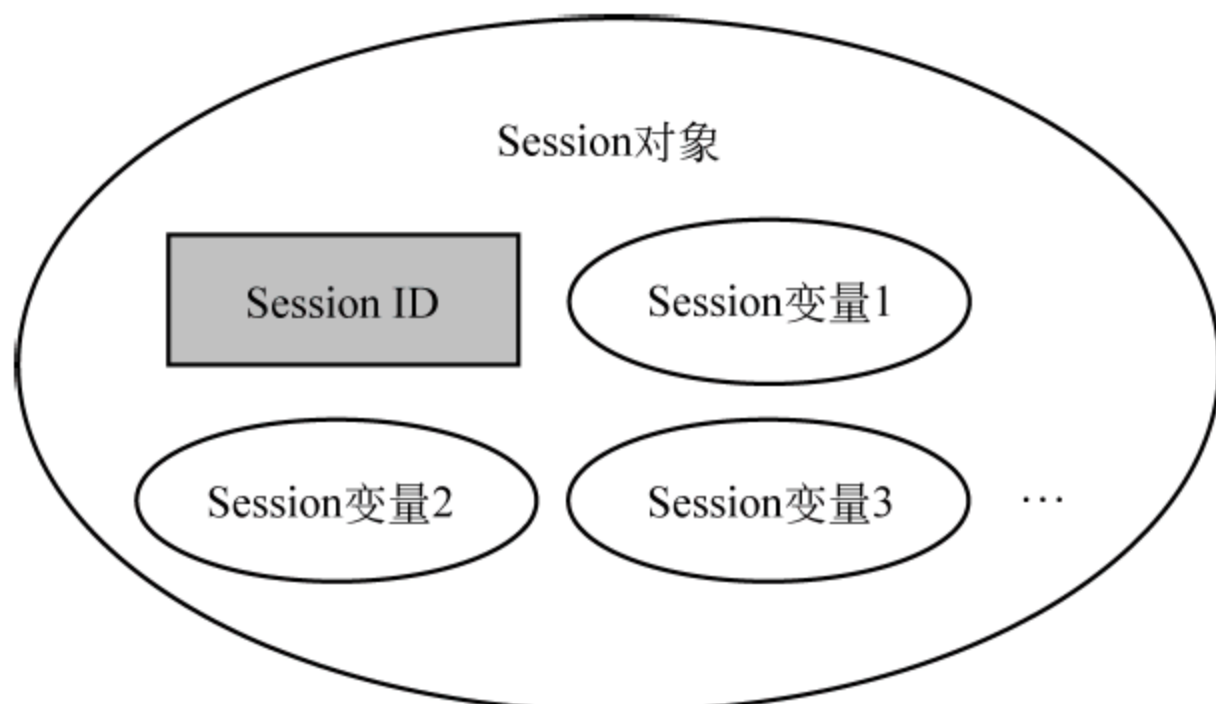 Session对象
Session ID
Session变量1
Session变量2
Session变量3
…